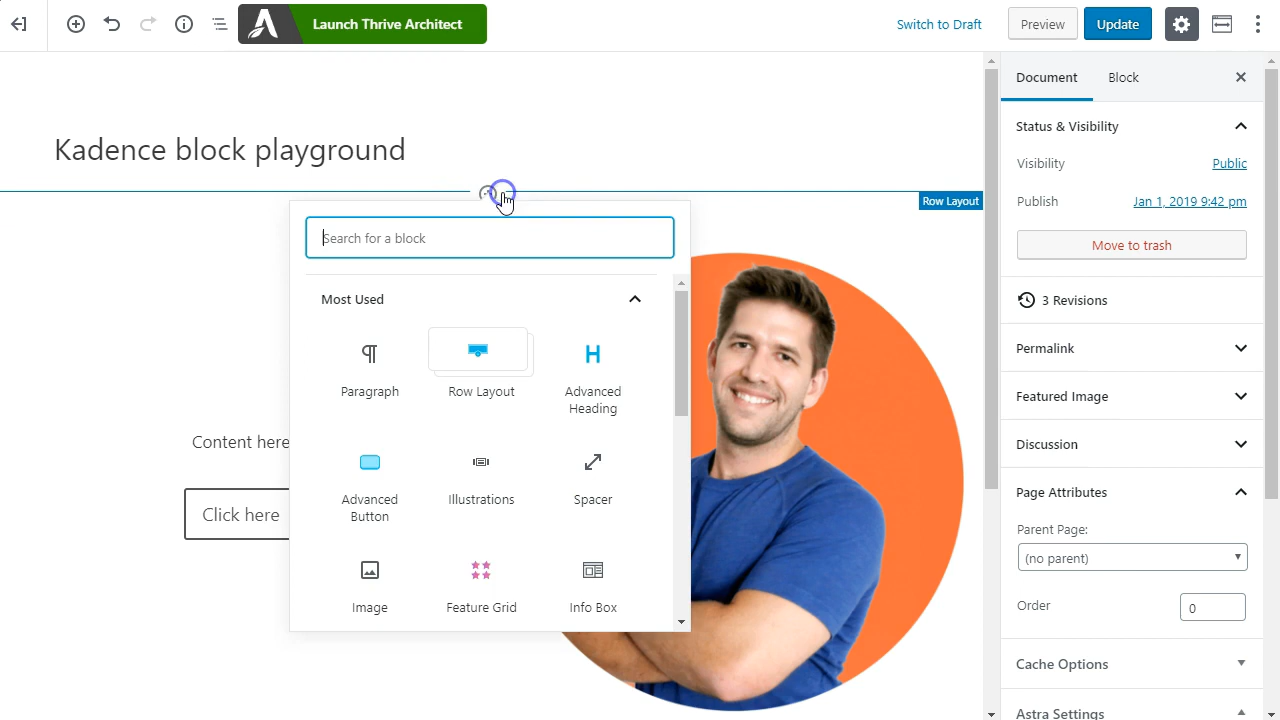 Launch Thrive Architect
Switch to Draft
Preview
Update
Document
Block
Kadence block playground
Row Layout
Search for a block
Most Used
Paragraph
Row Layout
Advanced
Heading
Advanced
Button
Illustrations
Spacer
Image
Feature Grid
Info Box
Content here
Click here
Status & Visibility
Visibility
Public
Publish
Jan 1, 2019 9:42 pm
Move to trash
3 Revisions
Permalink
Featured Image
Discussion
Page Attributes
Parent Page:
(no parent)
Order
0
Cache Options
Astra Settings